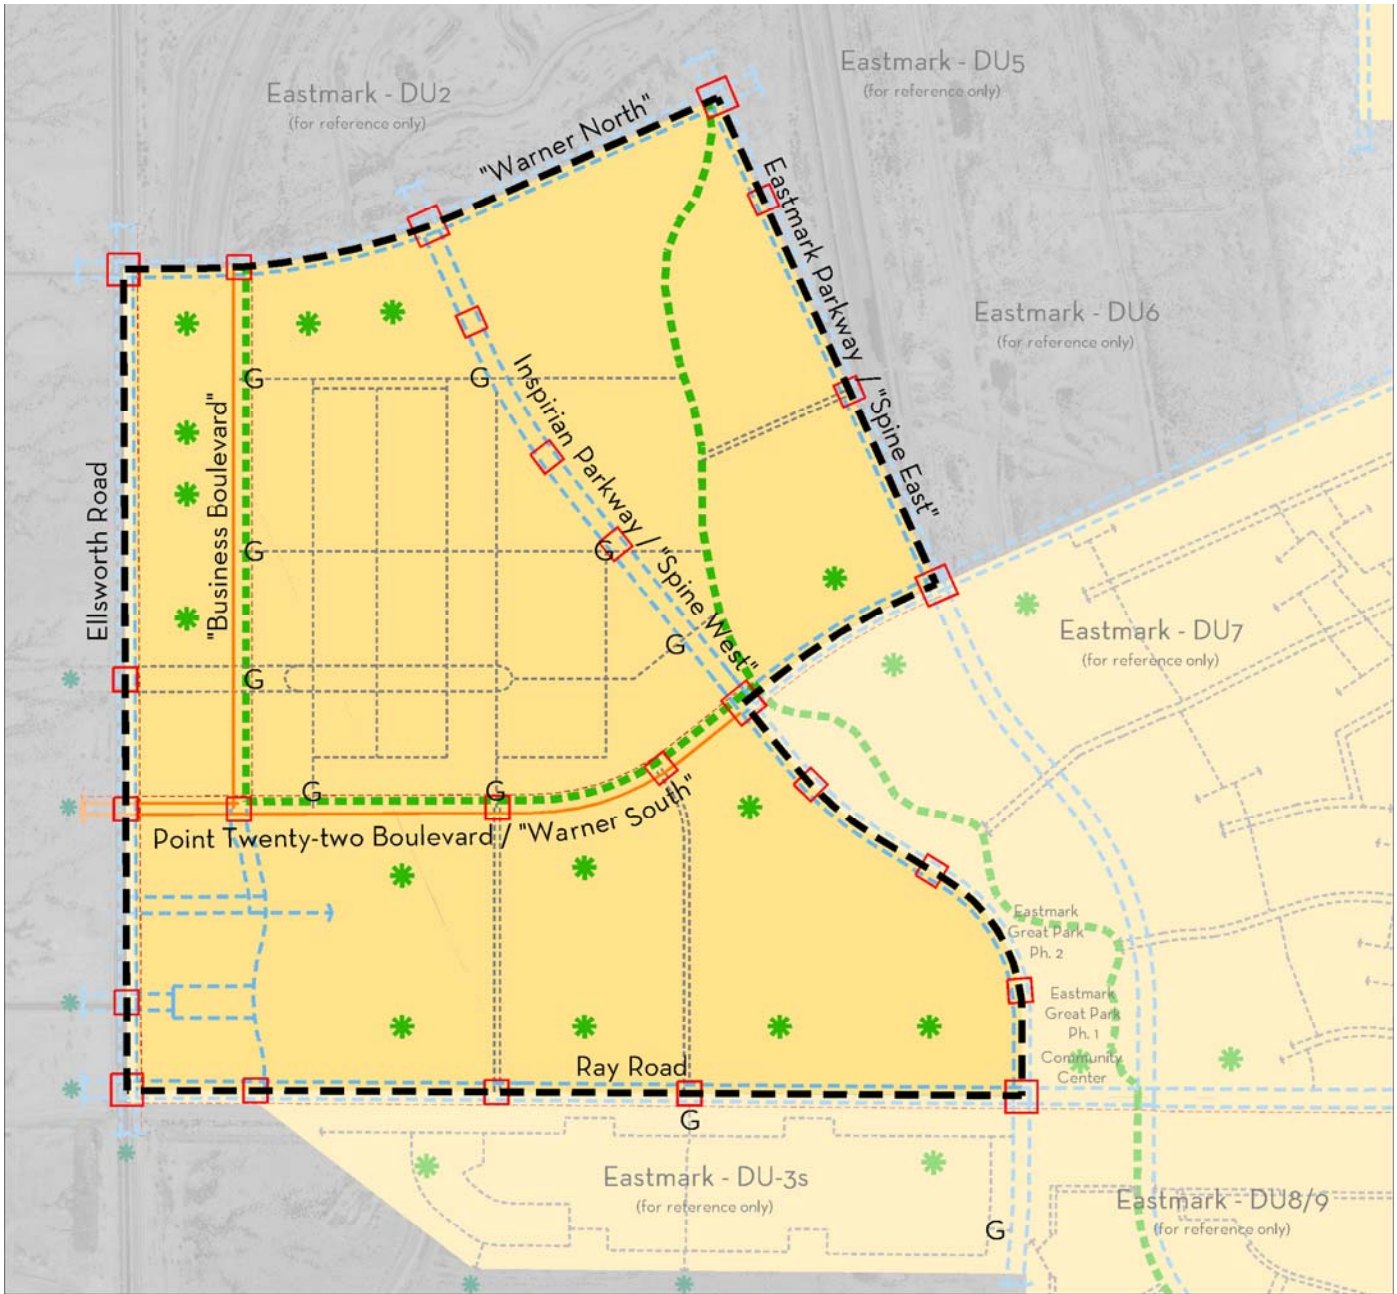 Eastmark - DU5
(for reference only)
Eastmark - DU2
(for reference only)
"Warner North"
Eastmark Parkway / "Spine East"
Eastmark - DU6
(for reference only)
G
G
Inspirian Parkway / "Spine West"
"Business Boulevard"
Ellsworth Road
G
G
G
G
Eastmark - DU7
(for reference only)
G
G
Point Twenty-two Boulevard / "Warner South"
Eastmark
Great Park
Ph. 2
Eastmark
Great Park
Ph. 1
Community
Center
Ray Road
G
Eastmark - DU-3s
(for reference only)
G
Eastmark - DU8/9
(for reference only)